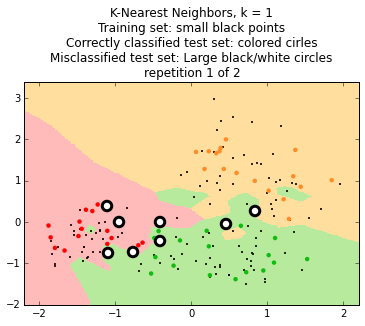 K-Nearest Neighbors, k = 1
Training set: small black points
Correctly classified test set: colored cirles
Misclassified test set: Large black/white circles
repetition 1 of 2
3
2
1
0
−1
−2
−2
−1
0
1
2